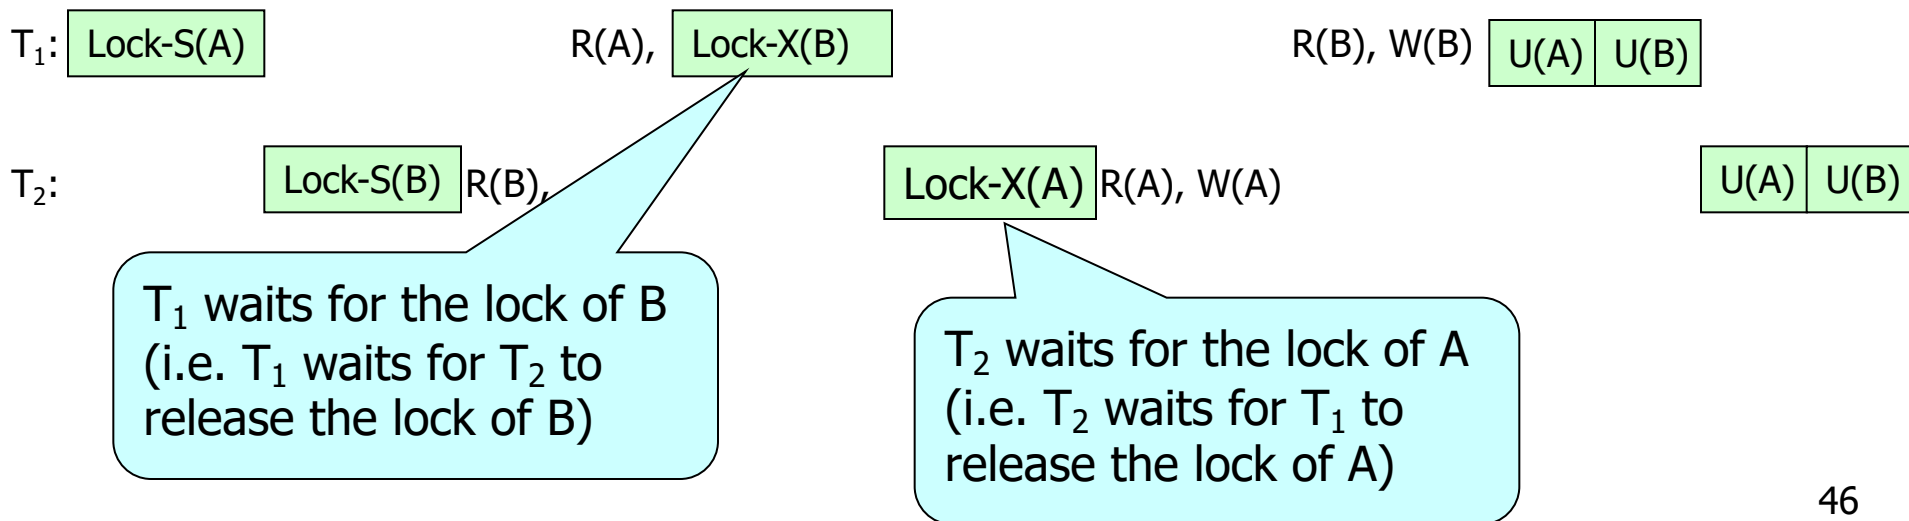 T₁: Lock-S(A) R(A), Lock-X(B) R(B), W(B) U(A) U(B)
T₂: Lock-S(B) R(B), Lock-X(A) R(A), W(A) U(A) U(B)
T₁ waits for the lock of B
(i.e. T₁ waits for T₂ to
release the lock of B)
T₂ waits for the lock of A
(i.e. T₂ waits for T₁ to
release the lock of A)
46